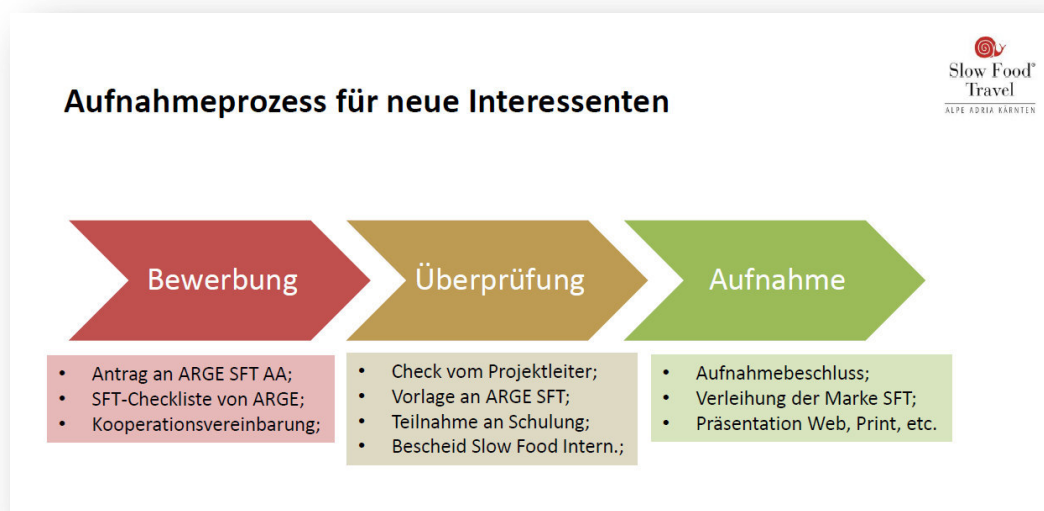 Slow Food®
Travel
ALPE ADRIA KÄRNTEN
Aufnahmeprozess für neue Interessenten
Bewerbung
• Antrag an ARGE SFT AA;
• SFT-Checkliste von ARGE;
• Kooperationsvereinbarung;
Überprüfung
• Check vom Projektleiter;
• Vorlage an ARGE SFT;
• Teilnahme an Schulung;
• Bescheid Slow Food Intern.;
Aufnahme
• Aufnahmebeschluss;
• Verleihung der Marke SFT;
• Präsentation Web, Print, etc.